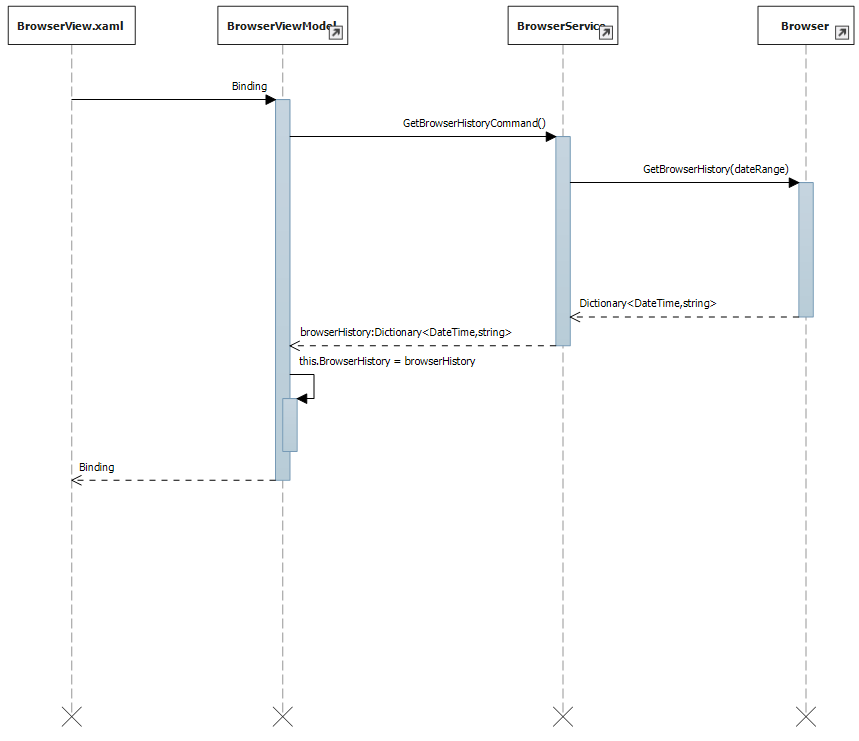 BrowserView.xaml
BrowserViewModel
BrowserService
Browser
Binding
GetBrowserHistoryCommand()
GetBrowserHistory(dateRange)
Dictionary<DateTime,string>
browserHistory:Dictionary<DateTime,string>
this.BrowserHistory = browserHistory
Binding